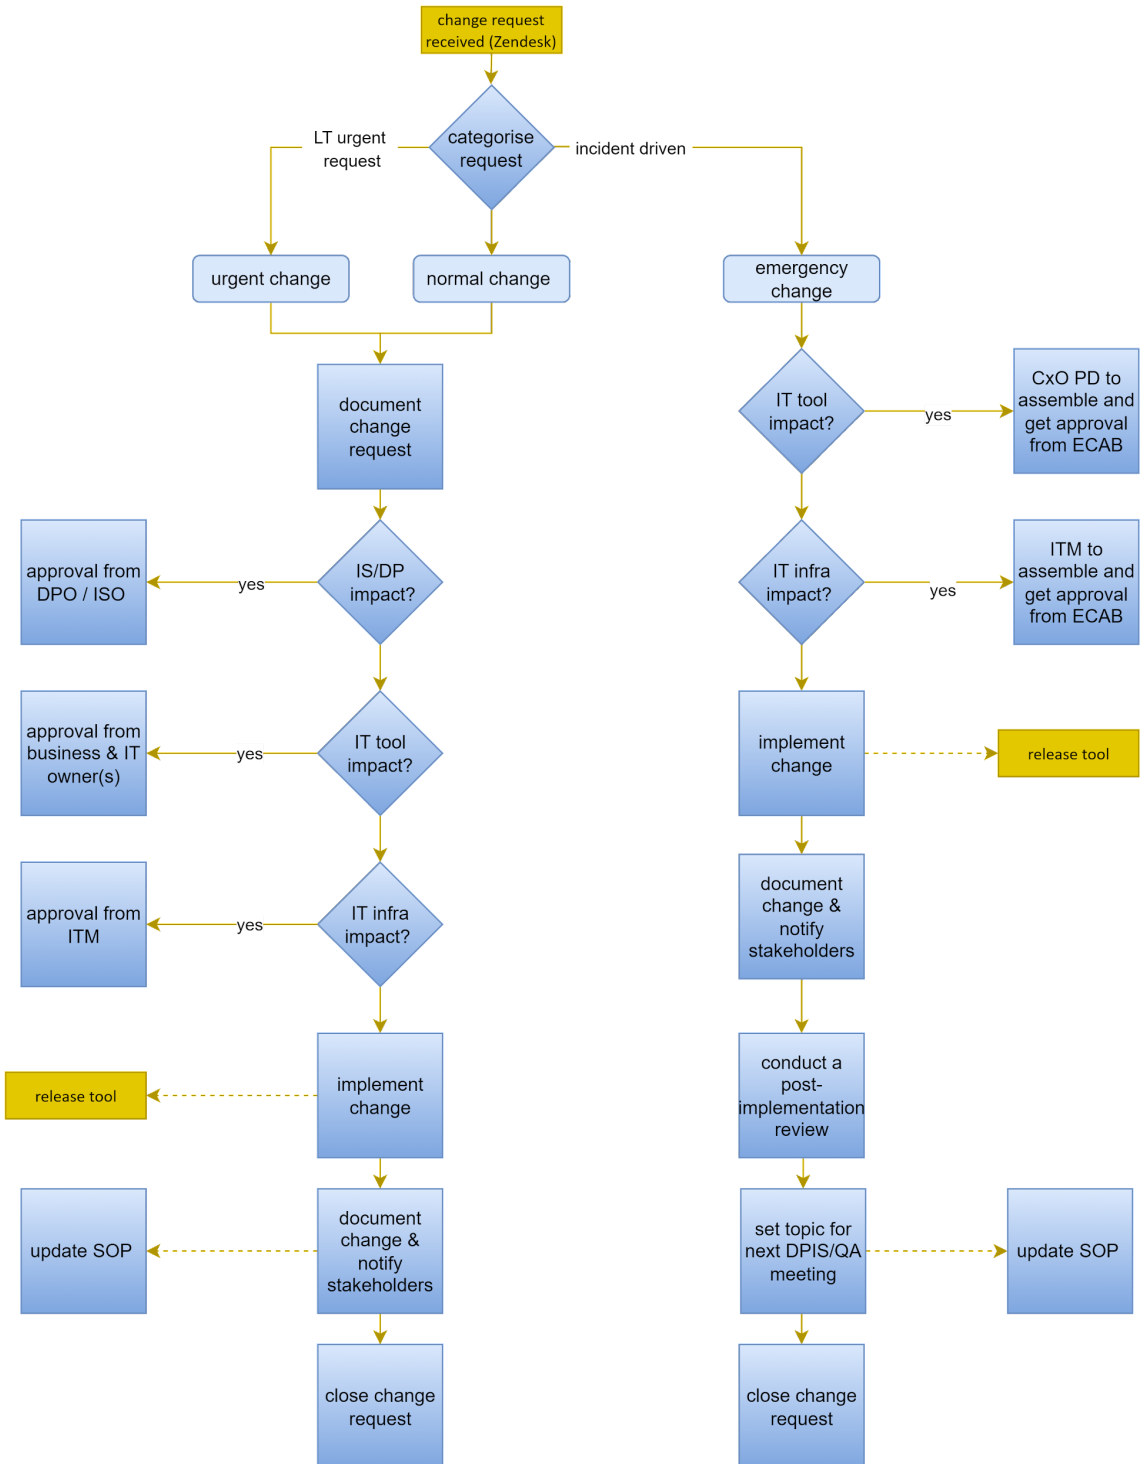 change request
received (Zendesk)
categorise
request
LT urgent
request
incident driven
urgent change
normal change
emergency
change
document
change
request
IT tool
impact?
yes
CxO PD to
assemble and
get approval
from ECAB
approval from
DPO / ISO
yes
IS/DP
impact?
IT infra
impact?
yes
ITM to
assemble and
get approval
from ECAB
approval from
business & IT
owner(s)
yes
IT tool
impact?
implement
change
release tool
approval from
ITM
yes
IT infra
impact?
document
change &
notify
stakeholders
release tool
implement
change
conduct a
post-
implementation
review
update SOP
document
change &
notify
stakeholders
set topic for
next DPIS/QA
meeting
update SOP
close change
request
close change
request